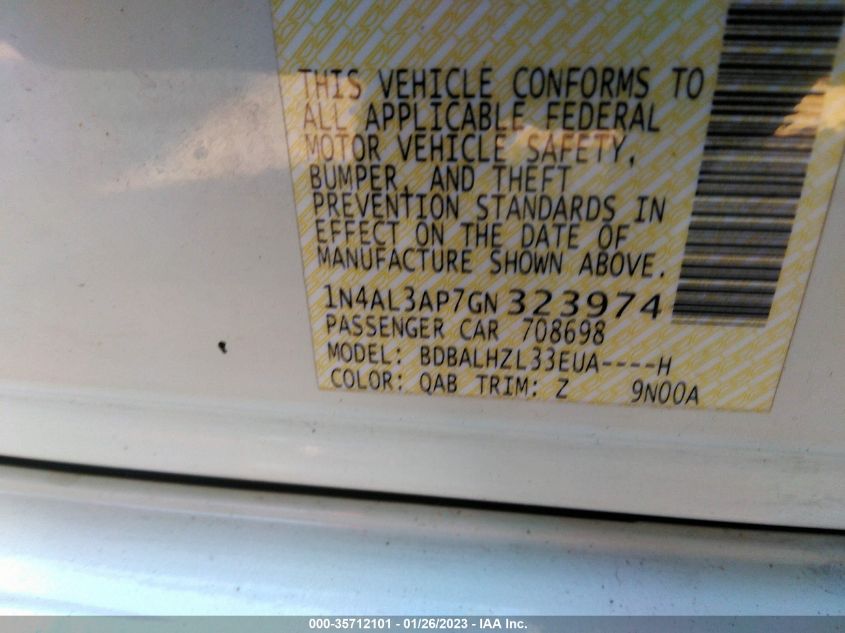 THIS VEHICLE CONFORMS TO
ALL APPLICABLE FEDERAL
MOTOR VEHICLE SAFETY,
BUMPER, AND THEFT
PREVENTION STANDARDS IN
EFFECT ON THE DATE OF
MANUFACTURE SHOWN ABOVE.
1N4AL3AP7GN 323974
PASSENGER CAR 708698
MODEL: BDBALHZL33EUA----H
COLOR: QAB TRIM: Z 9N00A
000-35712101 - 01/26/2023 - IAA Inc.